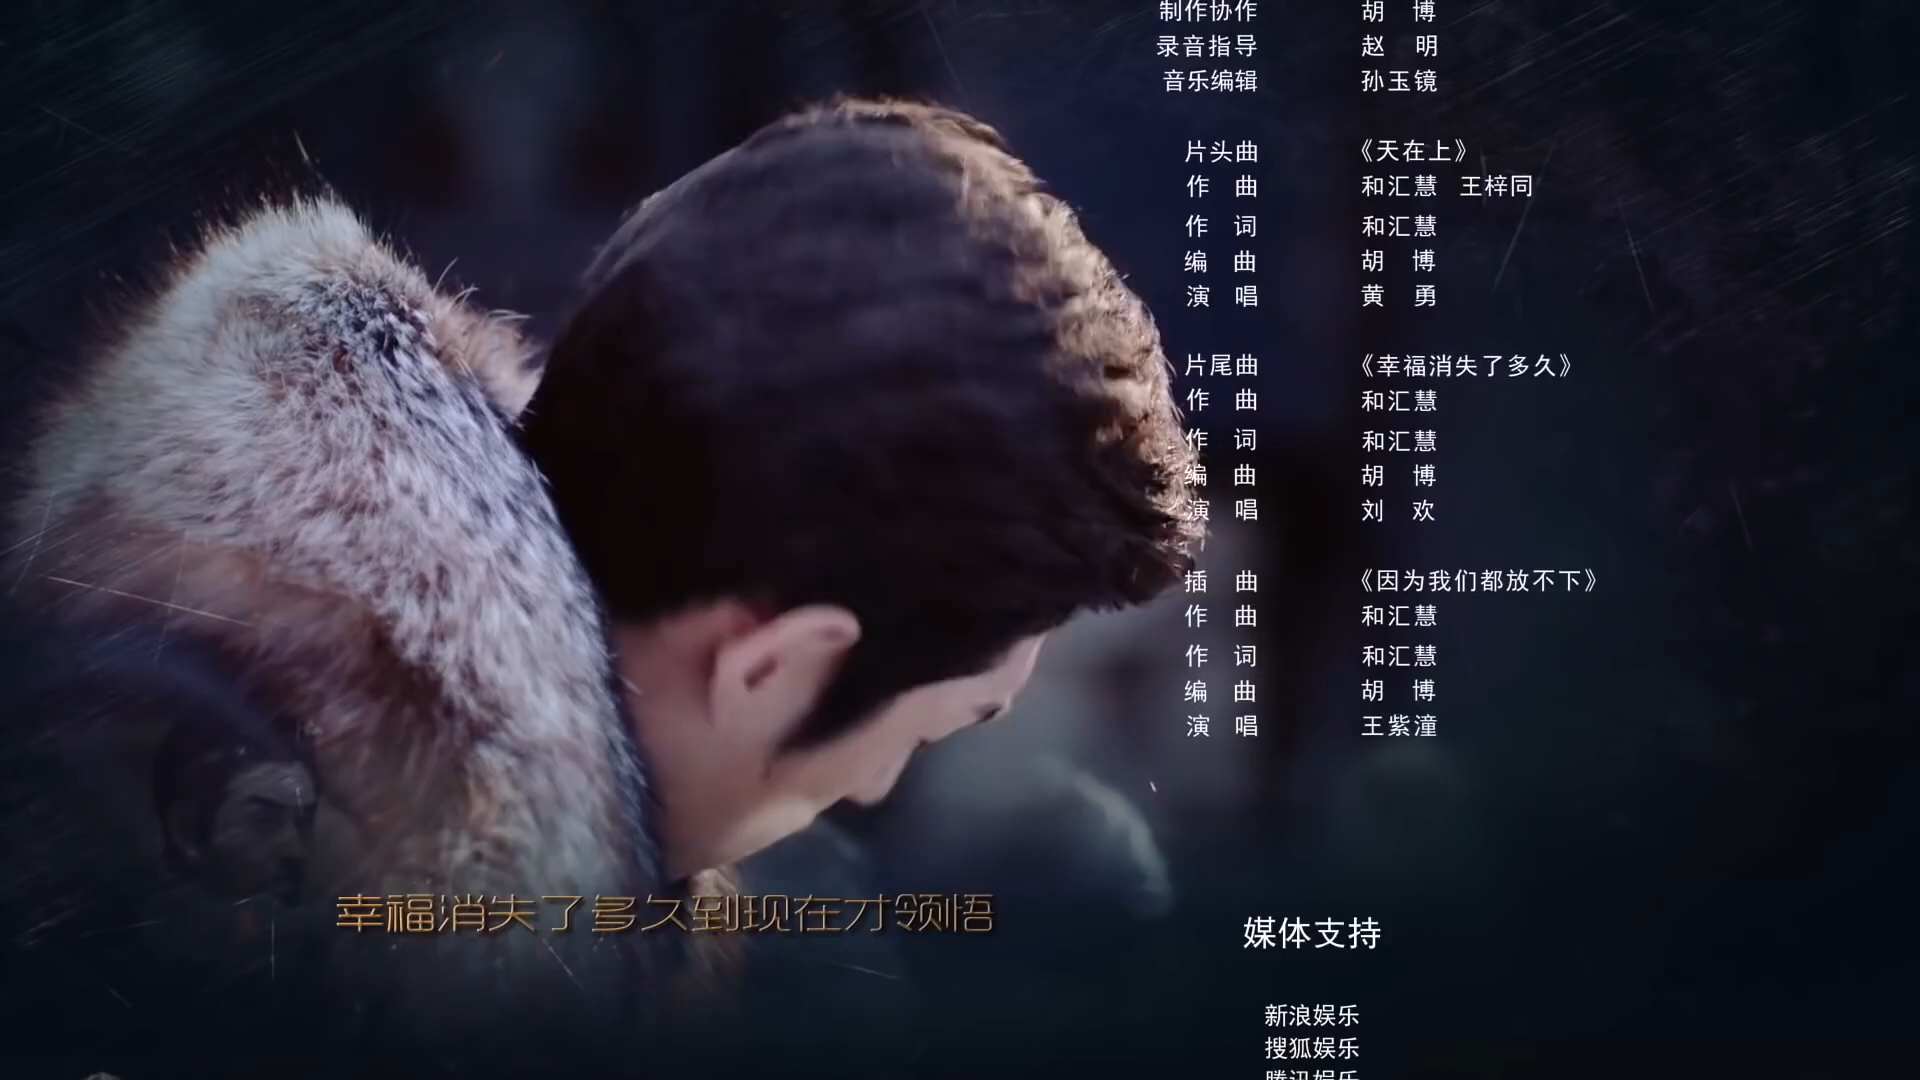 制作协作 胡 博
录音指导 赵 明
音乐编辑 孙玉镜
片头曲 《天在上》
作 曲 和汇慧 王梓同
作 词 和汇慧
编 曲 胡 博
演 唱 黄 勇
片尾曲 《幸福消失了多久》
作 曲 和汇慧
作 词 和汇慧
编 曲 胡 博
演 唱 刘 欢
插 曲 《因为我们都放不下》
作 曲 和汇慧
作 词 和汇慧
编 曲 胡 博
演 唱 王紫潼
幸福消失了多久到现在才领悟
媒体支持
新浪娱乐
搜狐娱乐
腾讯娱乐